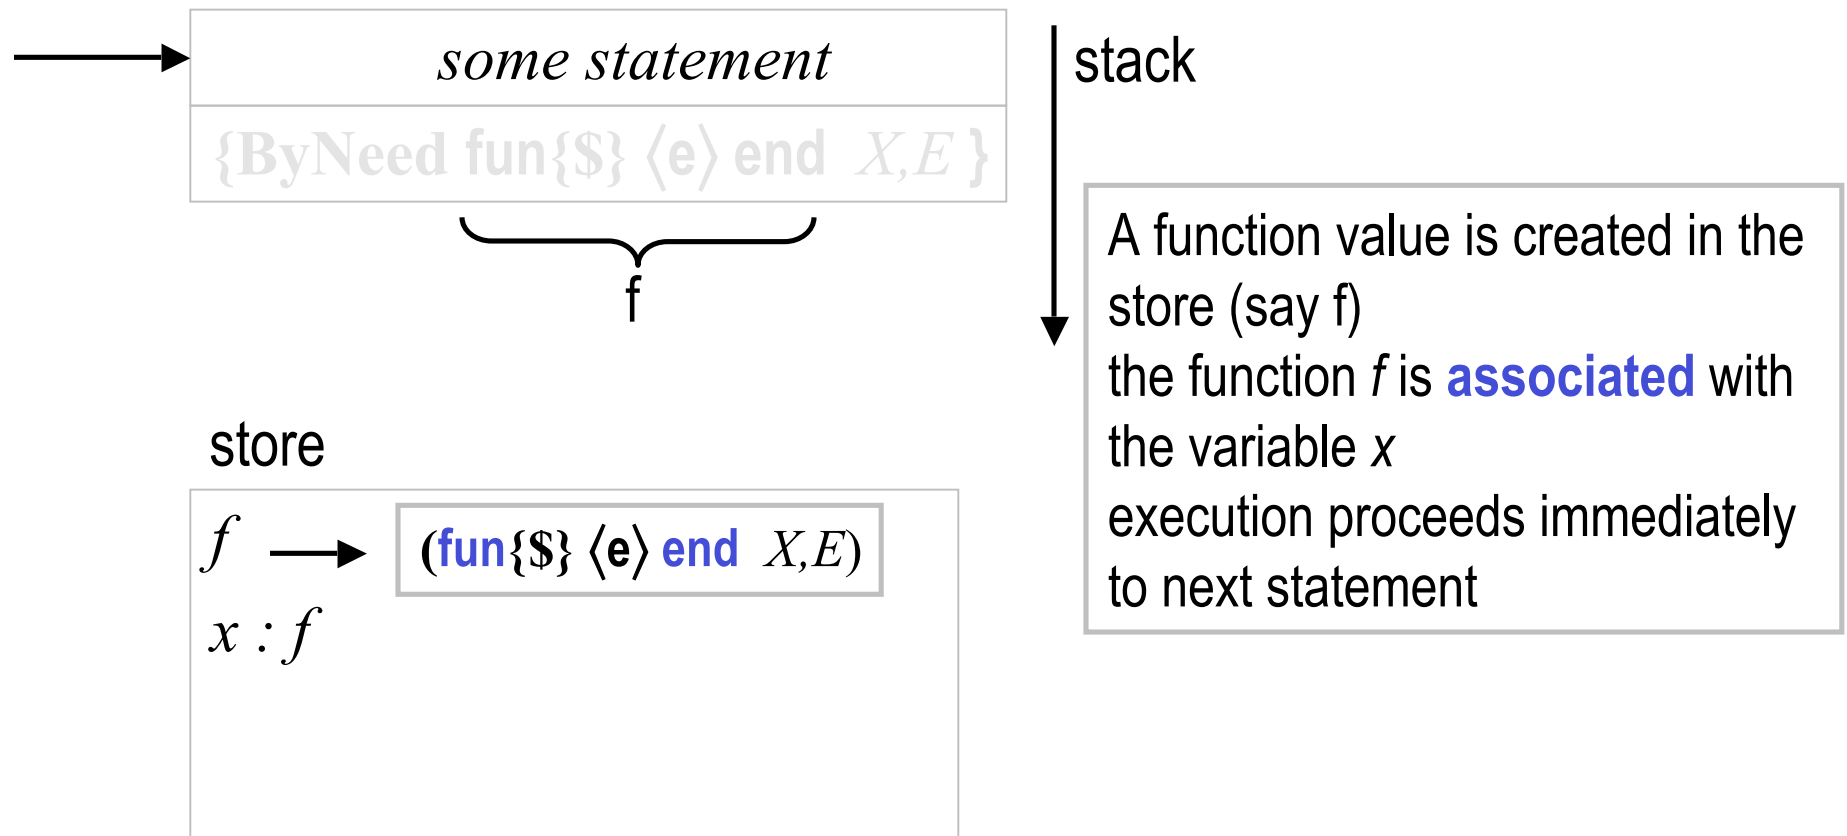 some statement
stack
{ByNeed fun{$} ⟨e⟩ end X,E }
f
A function value is created in the
store (say f)
the function f is associated with
the variable x
execution proceeds immediately
to next statement
store
f
(fun{$} ⟨e⟩ end X,E)
x : f